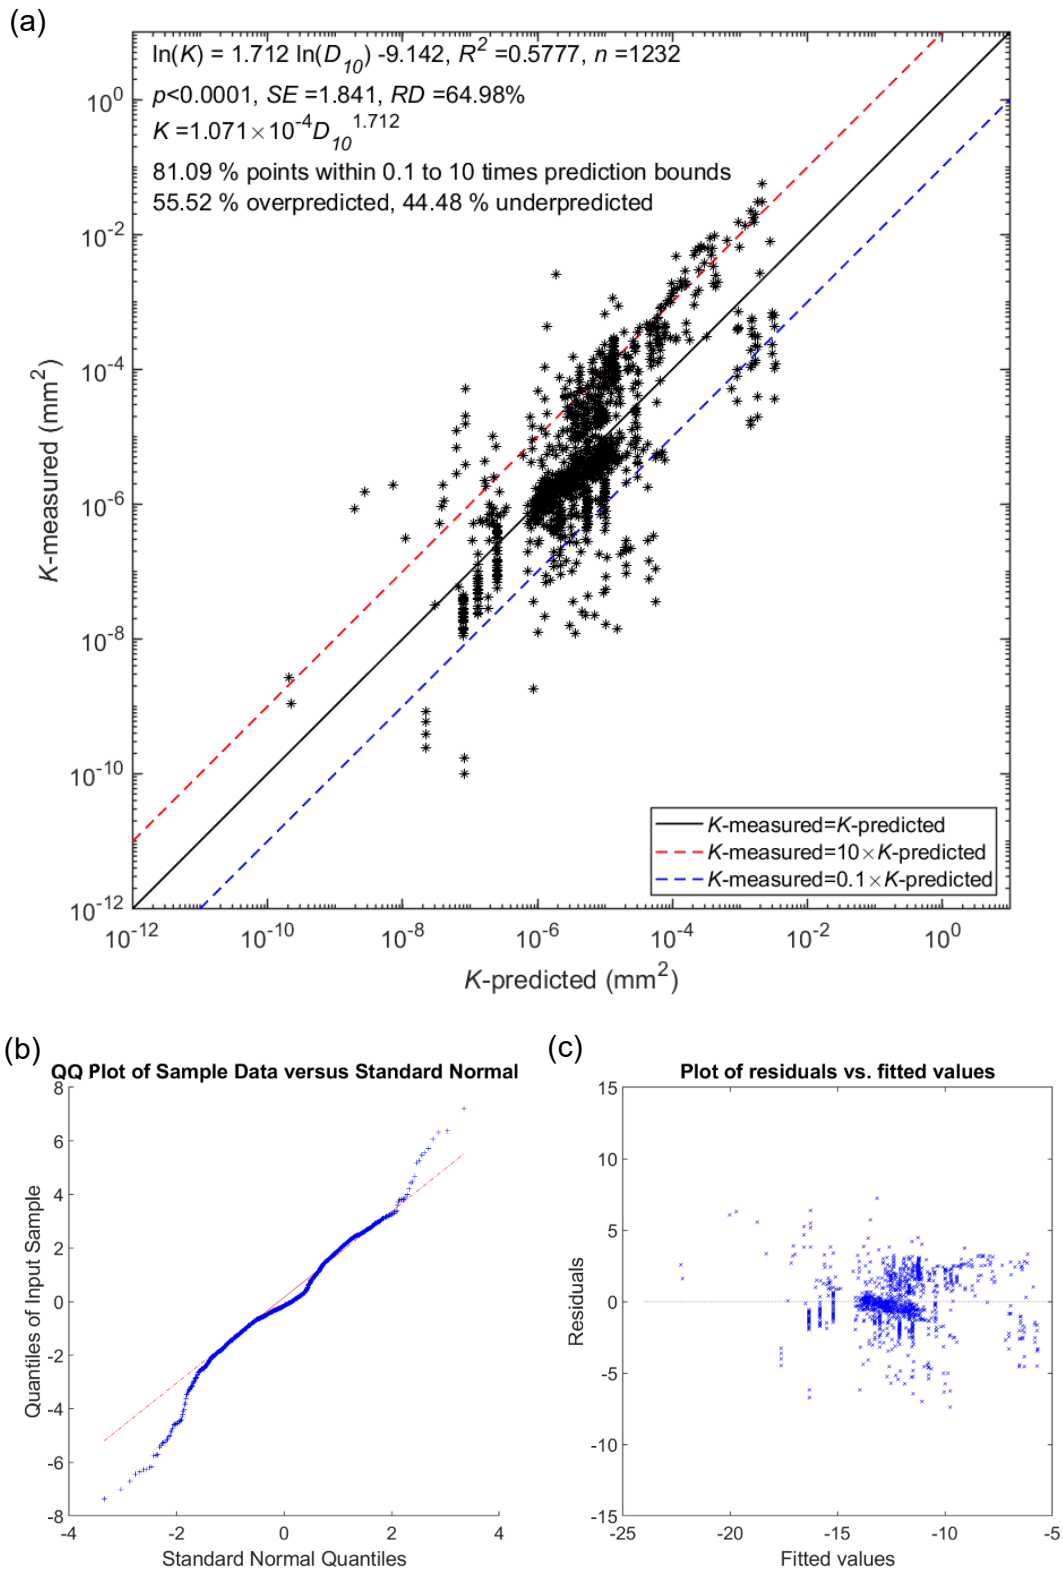 (a)
ln(K) = 1.712 ln(D10) -9.142, R2 =0.5777, n =1232
p<0.0001, SE =1.841, RD =64.98%
K =1.071×10-4D10 1.712
81.09 % points within 0.1 to 10 times prediction bounds
55.52 % overpredicted, 44.48 % underpredicted
10^0
10^-2
10^-4
10^-6
10^-8
10^-10
10^-12
K-measured (mm2)
K-measured=K-predicted
K-measured=10×K-predicted
K-measured=0.1×K-predicted
10^-12 10^-10 10^-8 10^-6 10^-4 10^-2 10^0
K-predicted (mm2)
(b)
QQ Plot of Sample Data versus Standard Normal
8
6
4
2
0
-2
-4
-6
-8
Quantiles of Input Sample
-4 -2 0 2 4
Standard Normal Quantiles
(c)
Plot of residuals vs. fitted values
15
10
5
0
-5
-10
-15
Residuals
-25 -20 -15 -10 -5
Fitted values